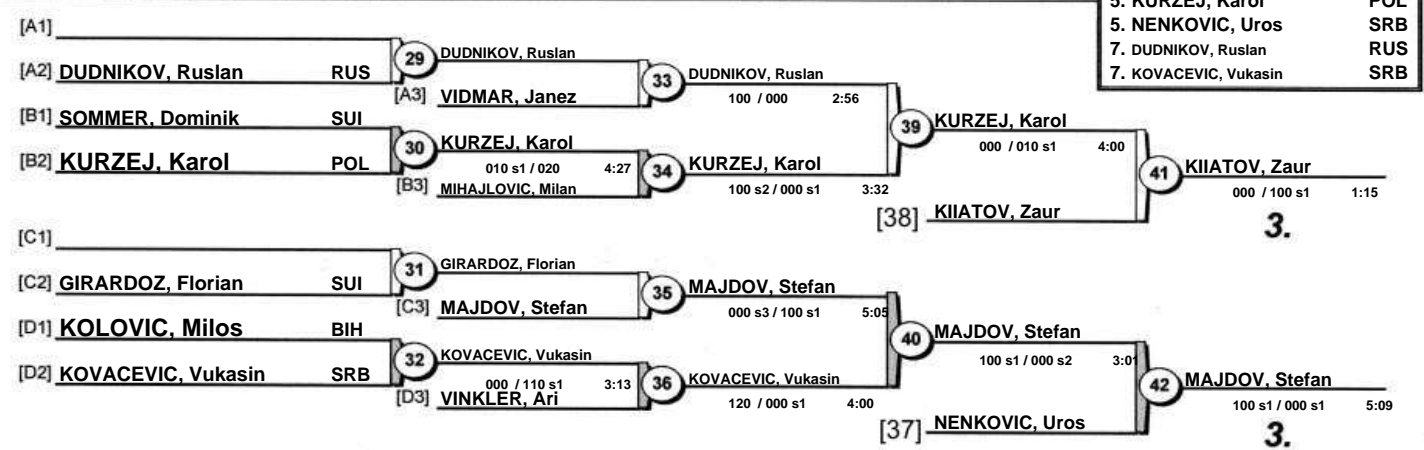 5. KURZEJ, Karol POL
5. NENKOVIC, Uros SRB
7. DUDNIKOV, Ruslan RUS
7. KOVACEVIC, Vukasin SRB
[A1]
[A2] DUDNIKOV, Ruslan RUS
29 DUDNIKOV, Ruslan
[A3] VIDMAR, Janez
33 DUDNIKOV, Ruslan
100 / 000 2:56
[B1] SOMMER, Dominik SUI
[B2] KURZEJ, Karol POL
30 KURZEJ, Karol
010 s1 / 020 4:27
[B3] MIHAJLOVIC, Milan
34 KURZEJ, Karol
100 s2 / 000 s1 3:32
39 KURZEJ, Karol
000 / 010 s1 4:00
[38] KIIATOV, Zaur
41 KIIATOV, Zaur
000 / 100 s1 1:15
3.
[C1]
[C2] GIRARDOZ, Florian SUI
31 GIRARDOZ, Florian
[C3] MAJDOV, Stefan
35 MAJDOV, Stefan
000 s3 / 100 s1 5:05
[D1] KOLOVIC, Milos BIH
[D2] KOVACEVIC, Vukasin SRB
32 KOVACEVIC, Vukasin
000 / 110 s1 3:13
[D3] VINKLER, Ari
36 KOVACEVIC, Vukasin
120 / 000 s1 4:00
40 MAJDOV, Stefan
100 s1 / 000 s2 3:01
[37] NENKOVIC, Uros
42 MAJDOV, Stefan
100 s1 / 000 s1 5:09
3.